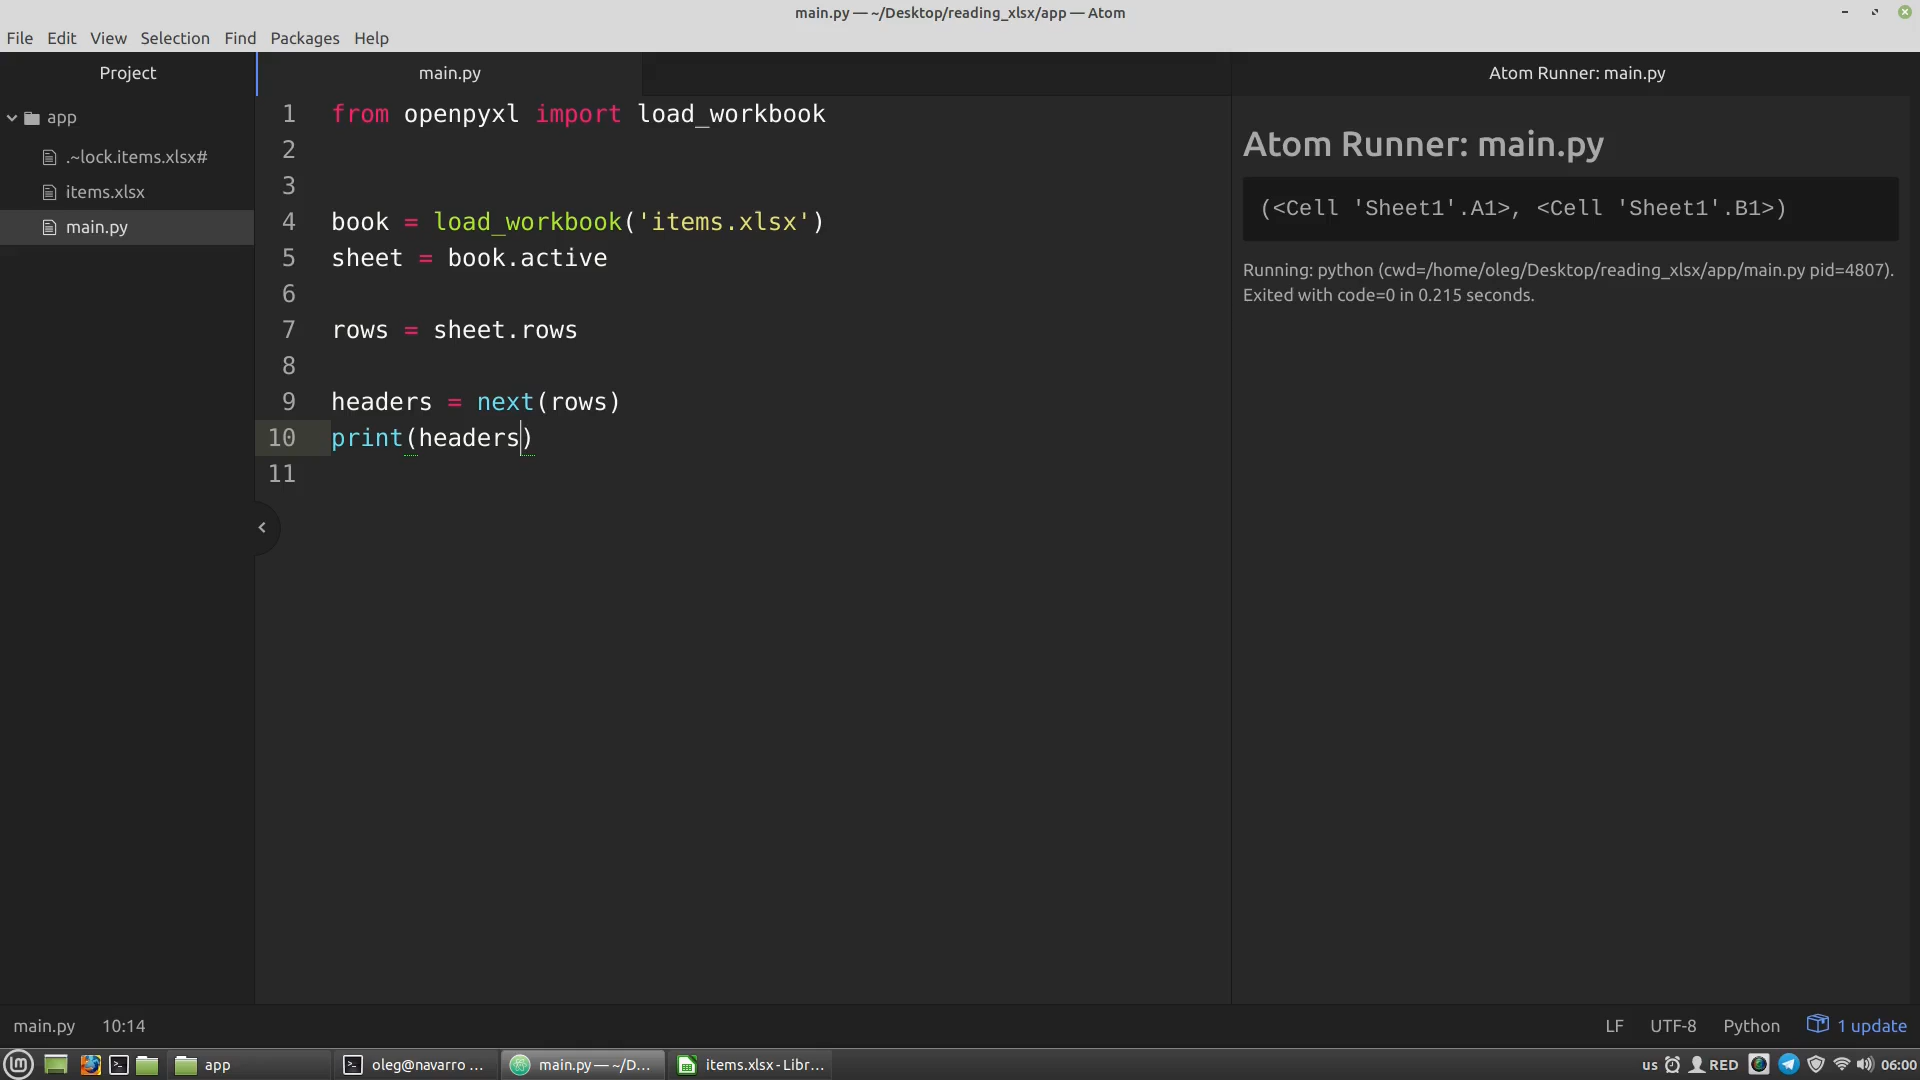 main.py — ~/Desktop/reading_xlsx/app — Atom
File Edit View Selection Find Packages Help
Project
main.py
Atom Runner: main.py
app
.~lock.items.xlsx#
items.xlsx
main.py
1 from openpyxl import load_workbook
2
3
4 book = load_workbook('items.xlsx')
5 sheet = book.active
6
7 rows = sheet.rows
8
9 headers = next(rows)
10 print(headers)
11
Atom Runner: main.py
(<Cell 'Sheet1'.A1>, <Cell 'Sheet1'.B1>)
Running: python (cwd=/home/oleg/Desktop/reading_xlsx/app/main.py pid=4807).
Exited with code=0 in 0.215 seconds.
main.py 10:14
LF UTF-8 Python 1 update
app
oleg@navarro ...
main.py — ~/D...
items.xlsx - Libr...
us RED 06:00